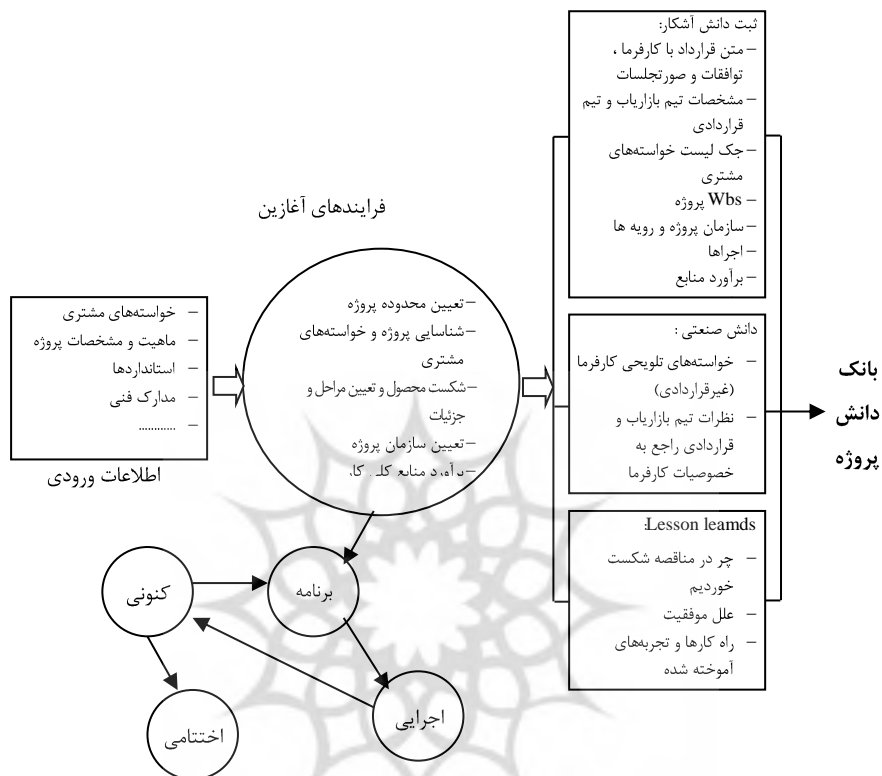 ثبت دانش آشکار:
– متن قرارداد با کارفرما ،
توافقات و صورتجلسات
– مشخصات تیم بازاریاب و تیم
قراردادی
– جک لیست خواسته‌های
مشتری
– Wbs پروژه
– سازمان پروژه و رویه ها
– اجراها
– برآورد منابع
دانش صنعتی :
– خواسته‌های تلویحی کارفرما
(غیرقراردادی)
– نظرات تیم بازاریاب و
قراردادی راجع به
خصوصیات کارفرما
Lesson leamds:
– چر در مناقصه شکست
خوردیم
– علل موفقیت
– راه کارها و تجربه‌های
آموخته شده
بانک
دانش
پروژه
فرایندهای آغازین
– تعیین محدوده پروژه
– شناسایی پروژه و خواسته‌های
مشتری
– شکست محصول و تعیین مراحل و
جزئیات
– تعیین سازمان پروژه
– برآورد منابع کلی کار
– خواسته‌های مشتری
– ماهیت و مشخصات پروژه
– استانداردها
– مدارک فنی
– ............
اطلاعات ورودی
برنامه
کنونی
اجرایی
اختتامی